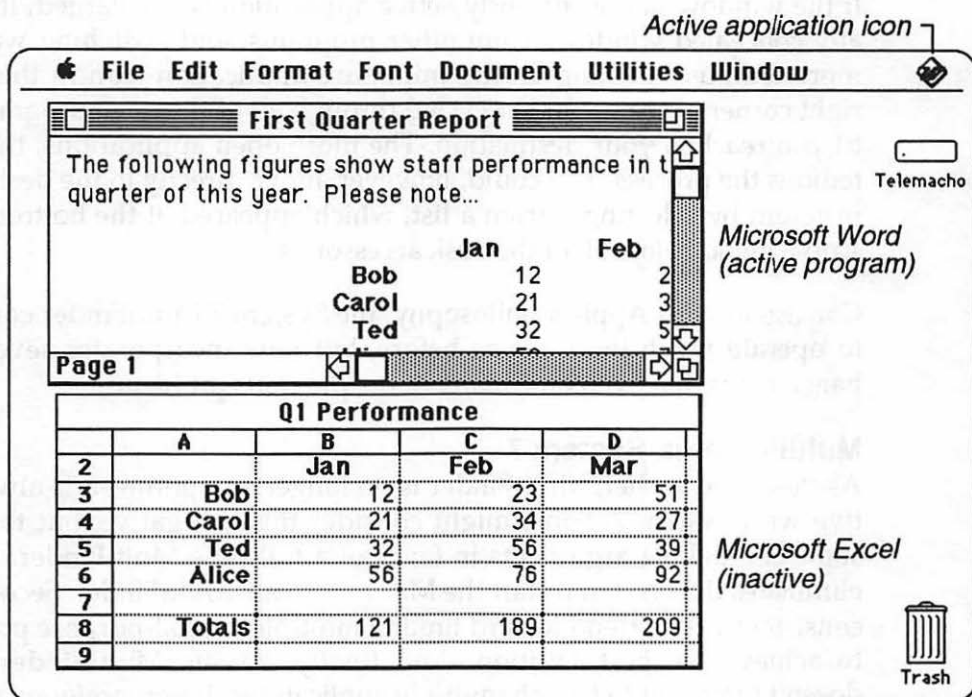 Active application icon
File Edit Format Font Document Utilities Window
First Quarter Report
The following figures show staff performance in t
quarter of this year. Please note...
Jan Feb
Bob 12 2
Carol 21 3
Ted 32 5
Page 1
Telemacho
Microsoft Word
(active program)
Q1 Performance
A B C D
2 Jan Feb Mar
3 Bob 12 23 51
4 Carol 21 34 27
5 Ted 32 56 39
6 Alice 56 76 92
7
8 Totals 121 189 209
9
Microsoft Excel
(inactive)
Trash